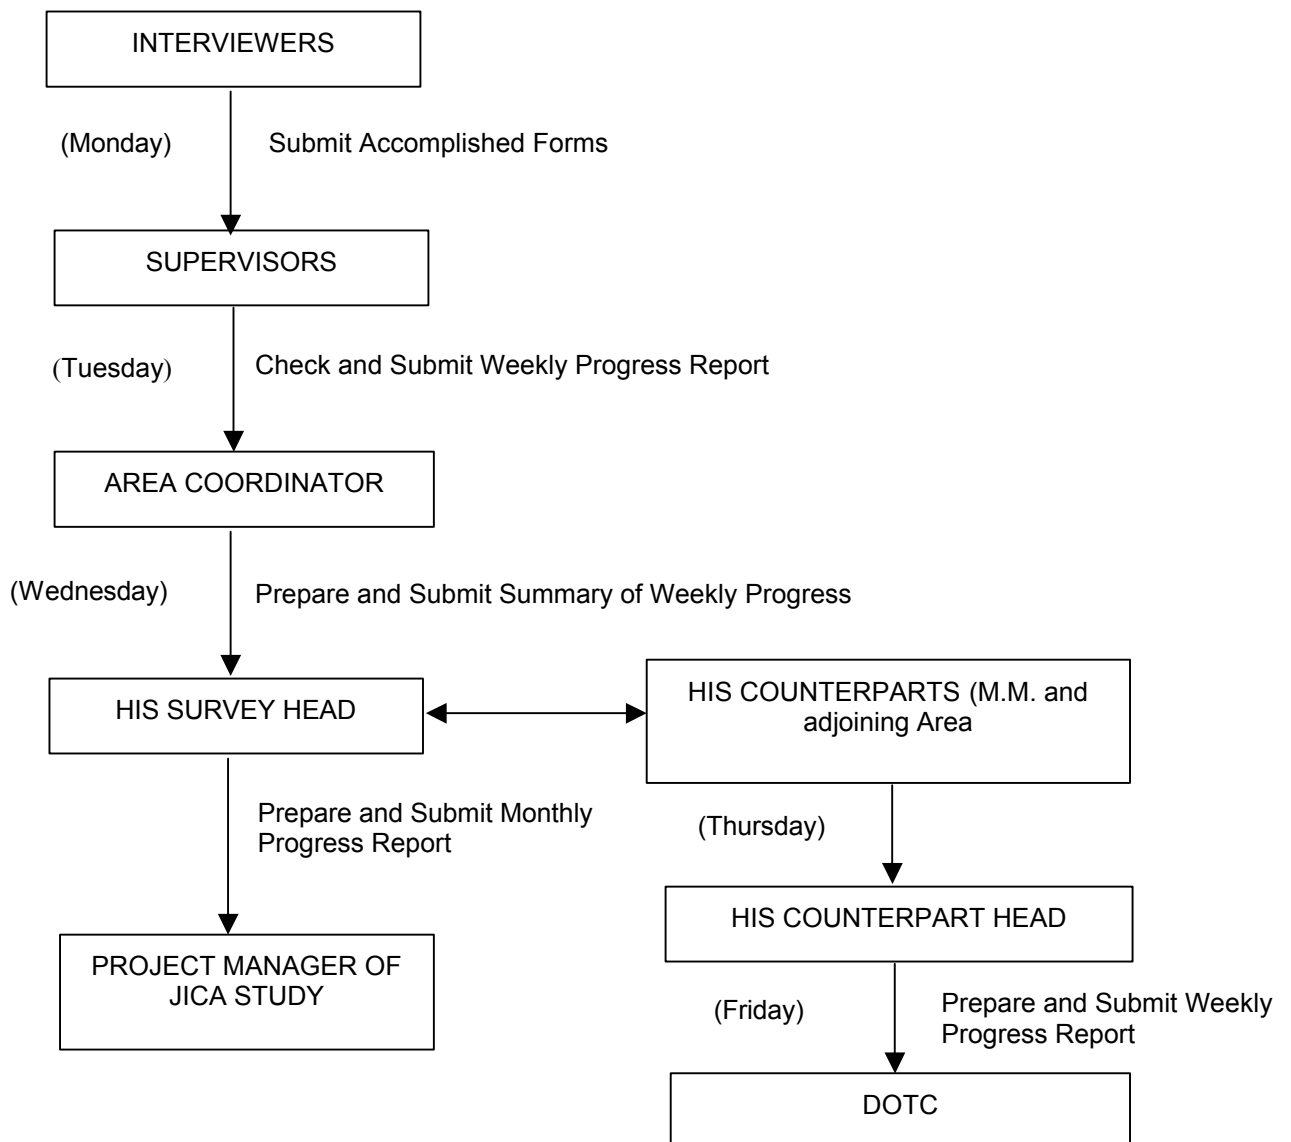 INTERVIEWERS
(Monday)
Submit Accomplished Forms
SUPERVISORS
(Tuesday)
Check and Submit Weekly Progress Report
AREA COORDINATOR
(Wednesday)
Prepare and Submit Summary of Weekly Progress
HIS SURVEY HEAD
HIS COUNTERPARTS (M.M. and
adjoining Area
Prepare and Submit Monthly
Progress Report
(Thursday)
HIS COUNTERPART HEAD
PROJECT MANAGER OF
JICA STUDY
(Friday)
Prepare and Submit Weekly
Progress Report
DOTC